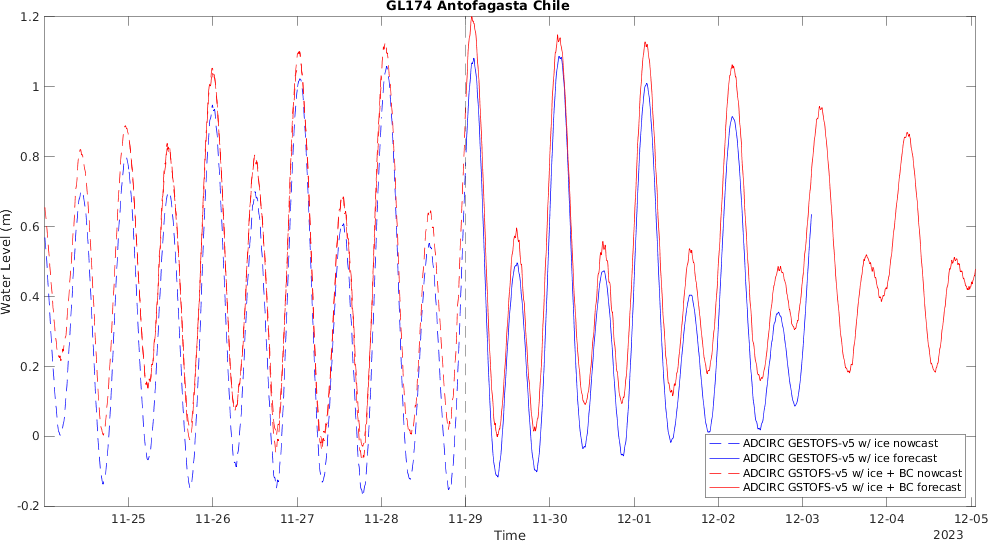 GL174 Antofagasta Chile
1.2
1
0.8
0.6
0.4
0.2
0
-0.2
Water Level (m)
ADCIRC GESTOFS-v5 w/ ice nowcast
ADCIRC GESTOFS-v5 w/ ice forecast
ADCIRC GSTOFS-v5 w/ ice + BC nowcast
ADCIRC GSTOFS-v5 w/ ice + BC forecast
11-25 11-26 11-27 11-28 11-29 11-30 12-01 12-02 12-03 12-04 12-05
Time
2023